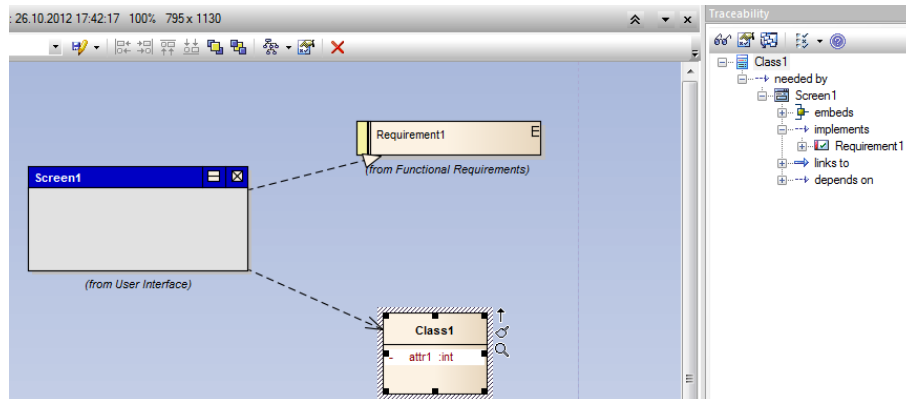 : 26.10.2012 17:42:17 100% 795 x 1130
Traceability
Class1
needed by
Screen1
embeds
implements
Requirement1
links to
depends on
Requirement1
E
(from Functional Requirements)
Screen1
(from User Interface)
Class1
- attr1 :int